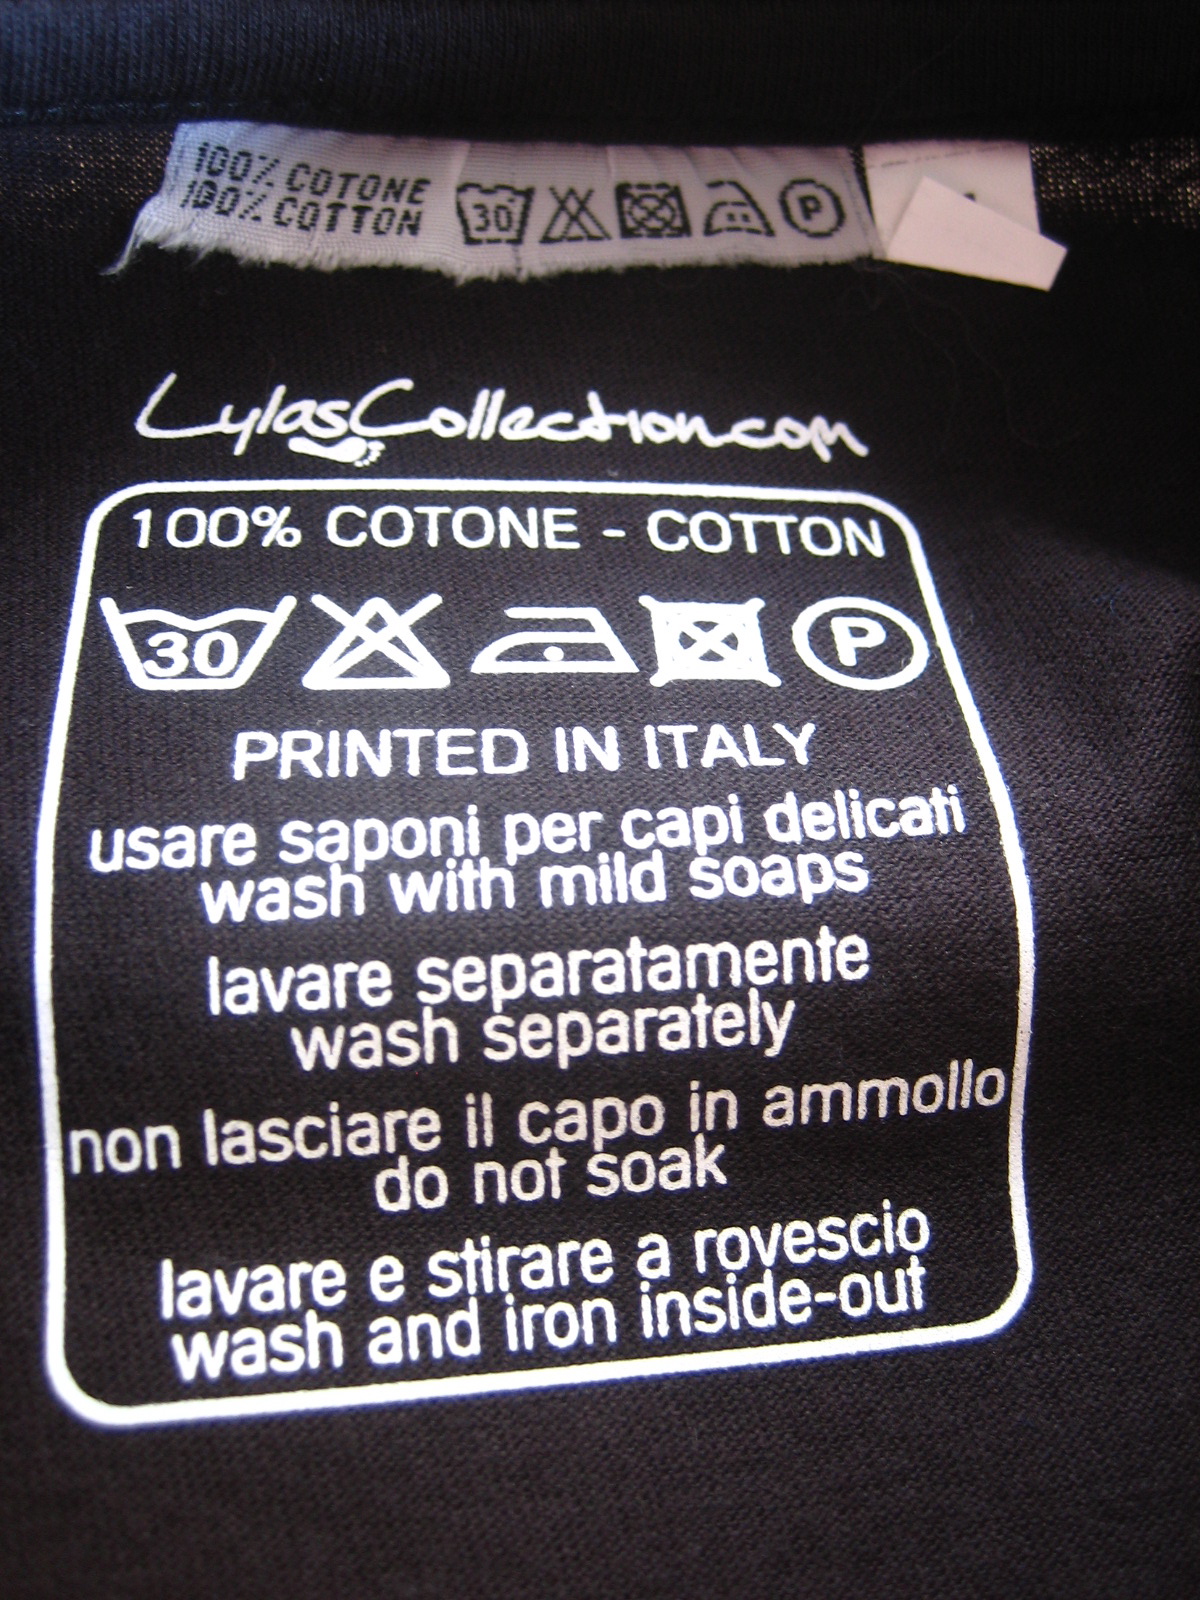 100% COTONE
100% COTTON
30
P
LylasCollection.com
100% COTONE - COTTON
30
P
PRINTED IN ITALY
usare saponi per capi delicati
wash with mild soaps
lavare separatamente
wash separately
non lasciare il capo in ammollo
do not soak
lavare e stirare a rovescio
wash and iron inside-out